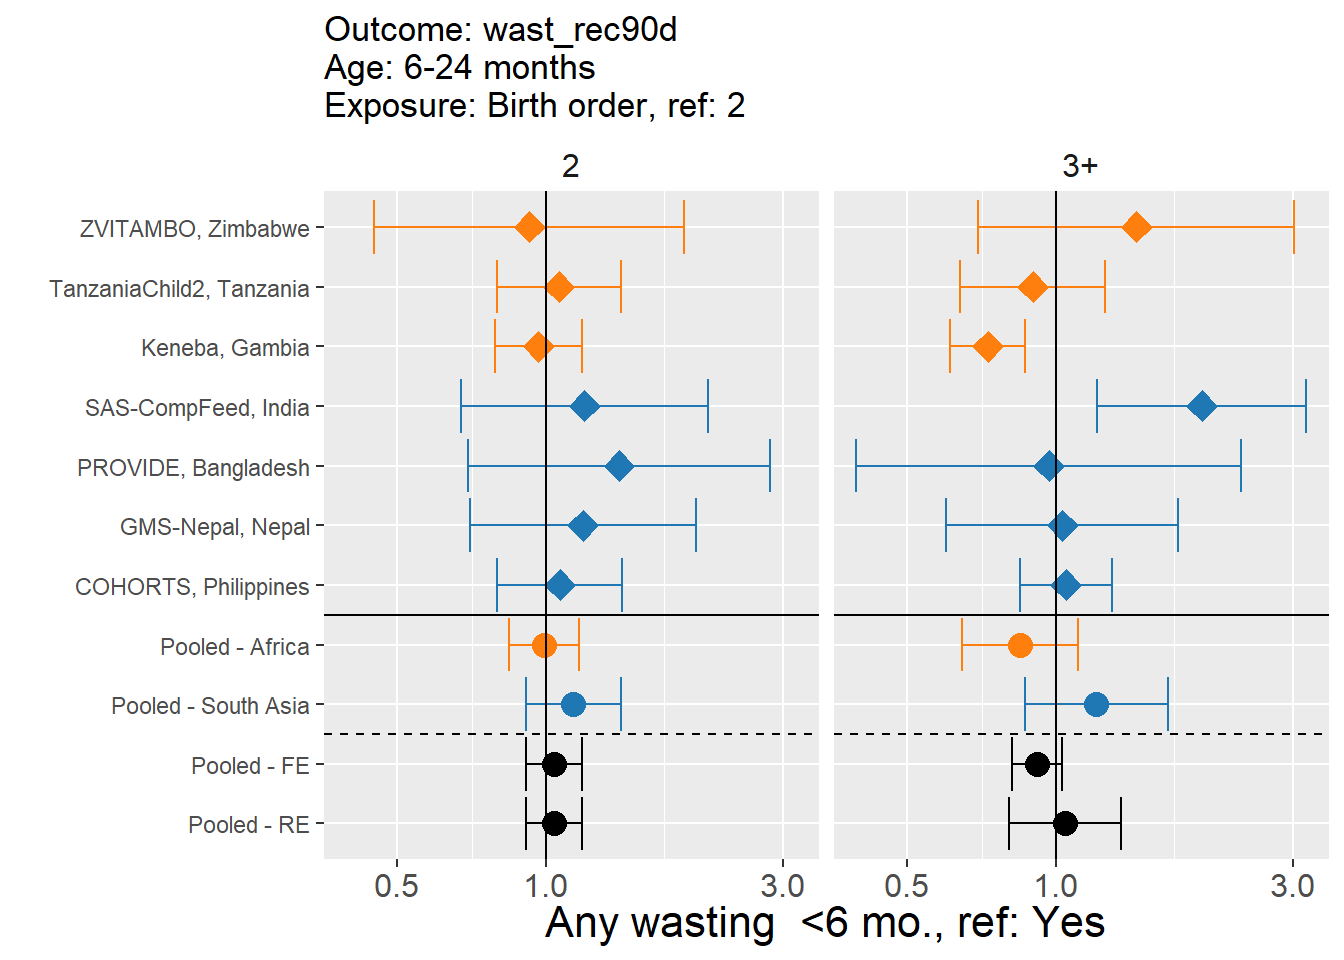 Outcome: wast_rec90d
Age: 6-24 months
Exposure: Birth order, ref: 2
2
3+
ZVITAMBO, Zimbabwe
TanzaniaChild2, Tanzania
Keneba, Gambia
SAS-CompFeed, India
PROVIDE, Bangladesh
GMS-Nepal, Nepal
COHORTS, Philippines
Pooled - Africa
Pooled - South Asia
Pooled - FE
Pooled - RE
0.5 1.0 3.0 0.5 1.0 3.0
Any wasting  <6 mo., ref: Yes